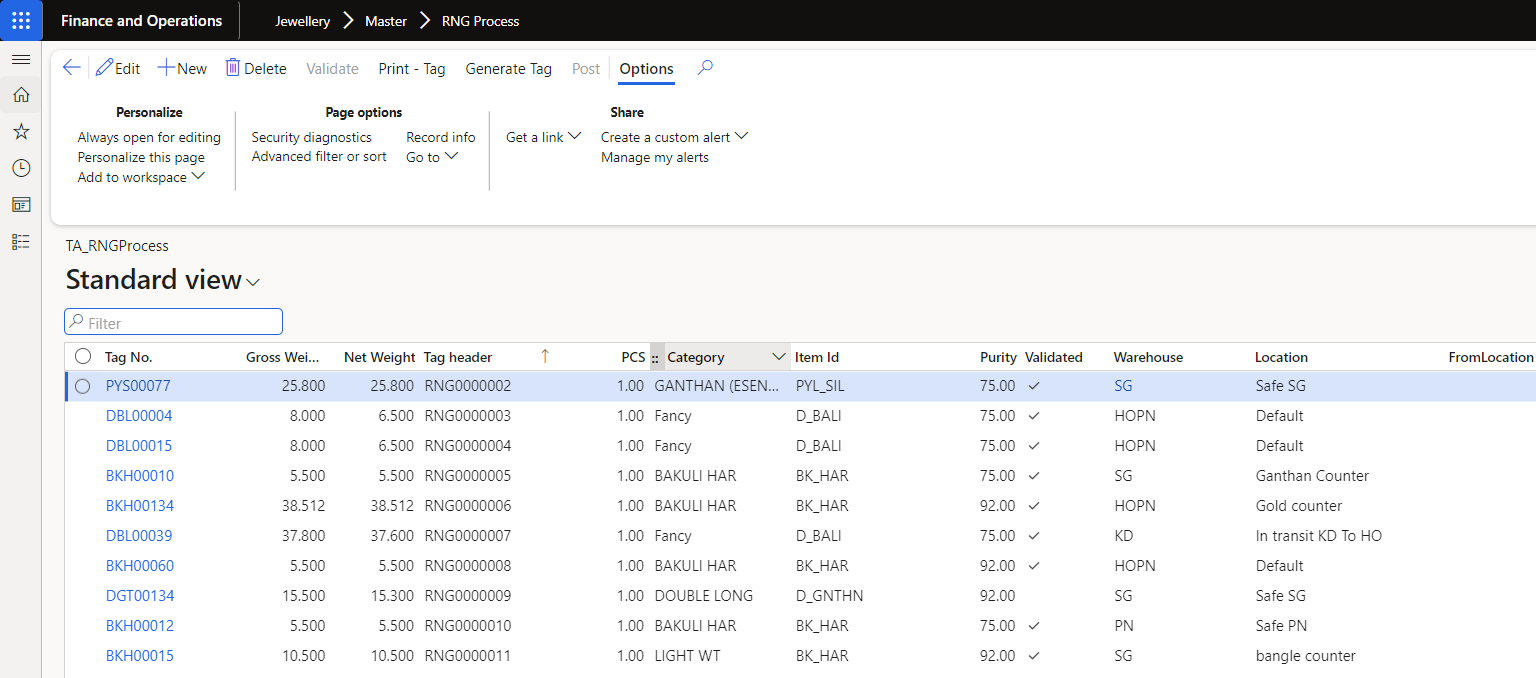 Finance and Operations Jewellery Master RNG Process
Edit New Delete Validate Print - Tag Generate Tag Post Options
Personalize Page options Share
Always open for editing Security diagnostics Record info Get a link Create a custom alert
Personalize this page Advanced filter or sort Go to Manage my alerts
Add to workspace
TA_RNGProcess
Standard view
Filter
Tag No. Gross Wei... Net Weight Tag header PCS Category Item Id Purity Validated Warehouse Location FromLocation
PYS00077 25.800 25.800 RNG0000002 1.00 GANTHAN (ESEN... PYL_SIL 75.00 SG Safe SG
DBL00004 8.000 6.500 RNG0000003 1.00 Fancy D_BALI 75.00 HOPN Default
DBL00015 8.000 6.500 RNG0000004 1.00 Fancy D_BALI 75.00 HOPN Default
BKH00010 5.500 5.500 RNG0000005 1.00 BAKULI HAR BK_HAR 75.00 SG Ganthan Counter
BKH00134 38.512 38.512 RNG0000006 1.00 BAKULI HAR BK_HAR 92.00 HOPN Gold counter
DBL00039 37.800 37.600 RNG0000007 1.00 Fancy D_BALI 75.00 KD In transit KD To HO
BKH00060 5.500 5.500 RNG0000008 1.00 BAKULI HAR BK_HAR 92.00 HOPN Default
DGT00134 15.500 15.300 RNG0000009 1.00 DOUBLE LONG D_GNTHN 92.00 SG Safe SG
BKH00012 5.500 5.500 RNG0000010 1.00 BAKULI HAR BK_HAR 75.00 PN Safe PN
BKH00015 10.500 10.500 RNG0000011 1.00 LIGHT WT BK_HAR 92.00 SG bangle counter